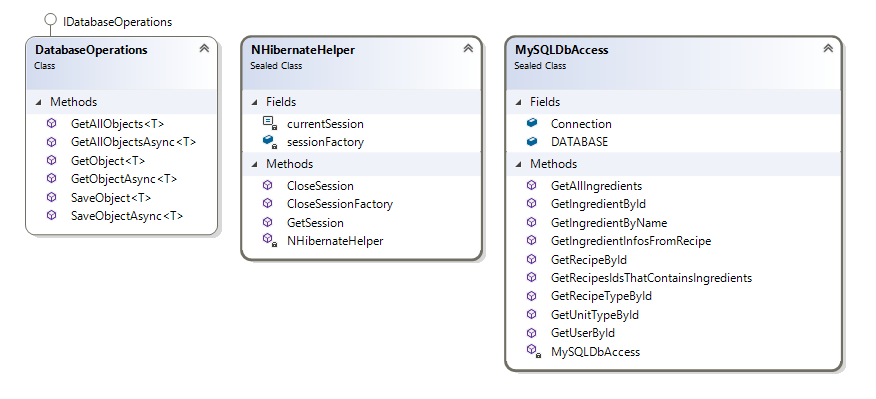 IDatabaseOperations
DatabaseOperations
Class
Methods
GetAllObjects<T>
GetAllObjectsAsync<T>
GetObject<T>
GetObjectAsync<T>
SaveObject<T>
SaveObjectAsync<T>
NHibernateHelper
Sealed Class
Fields
currentSession
sessionFactory
Methods
CloseSession
CloseSessionFactory
GetSession
NHibernateHelper
MySQLDbAccess
Sealed Class
Fields
Connection
DATABASE
Methods
GetAllIngredients
GetIngredientById
GetIngredientByName
GetIngredientInfosFromRecipe
GetRecipeById
GetRecipesIdsThatContainsIngredients
GetRecipeTypeById
GetUnitTypeById
GetUserById
MySQLDbAccess